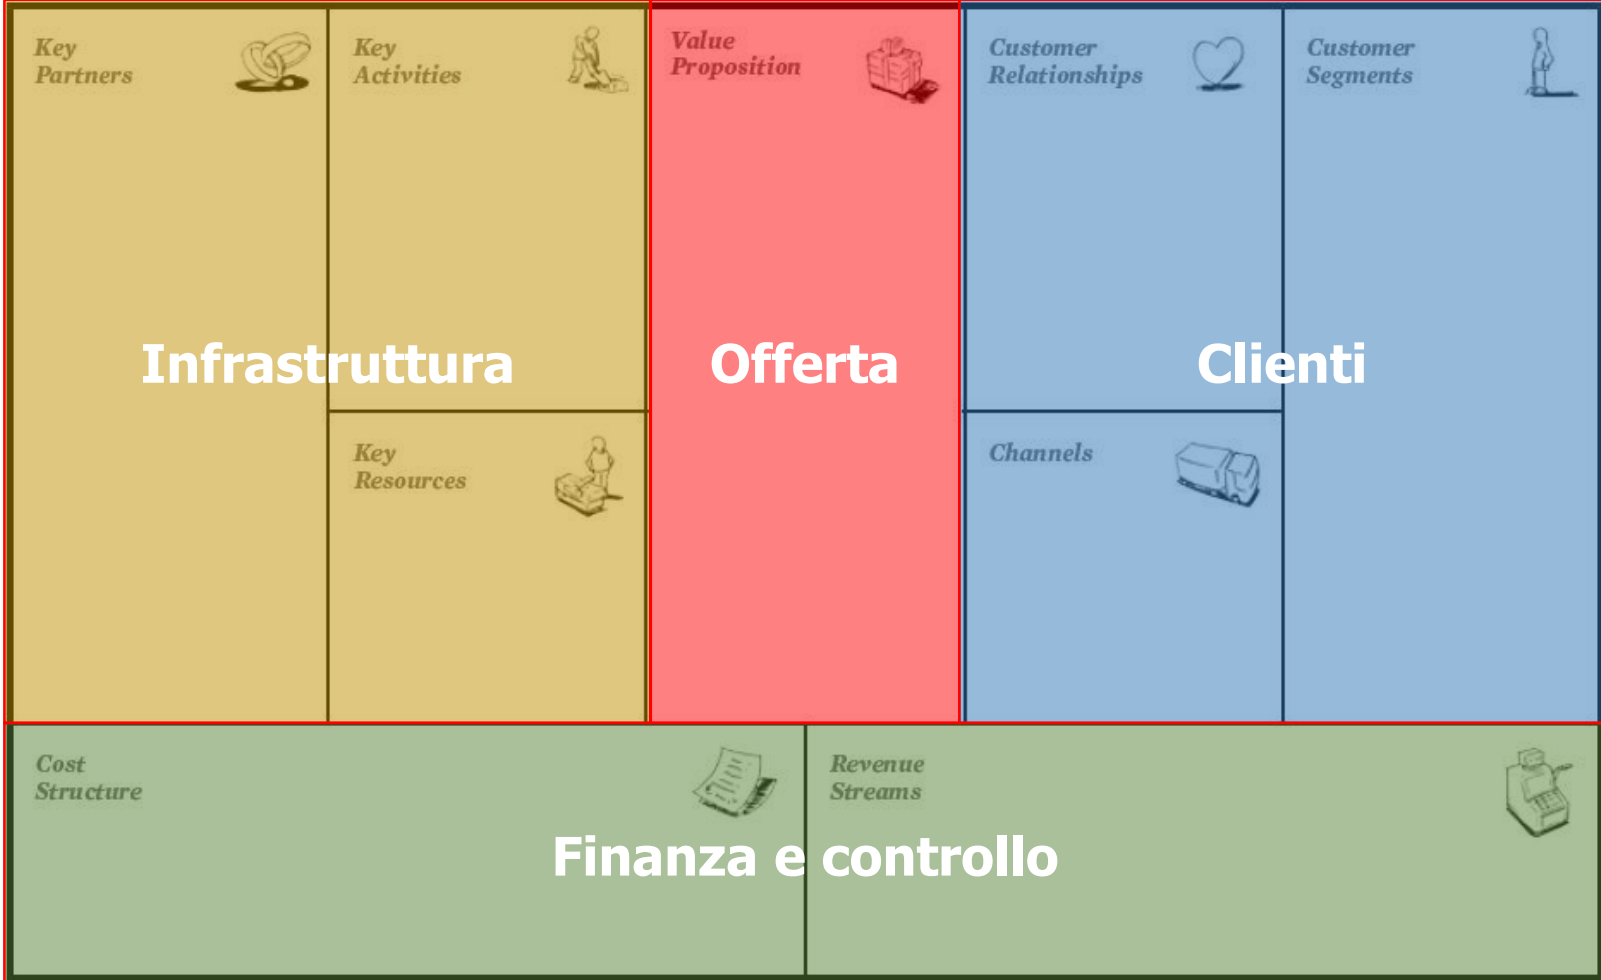 Key
Partners
Key
Activities
Value
Proposition
Customer
Relationships
Customer
Segments
Infrastruttura
Offerta
Clienti
Key
Resources
Channels
Cost
Structure
Revenue
Streams
Finanza e controllo